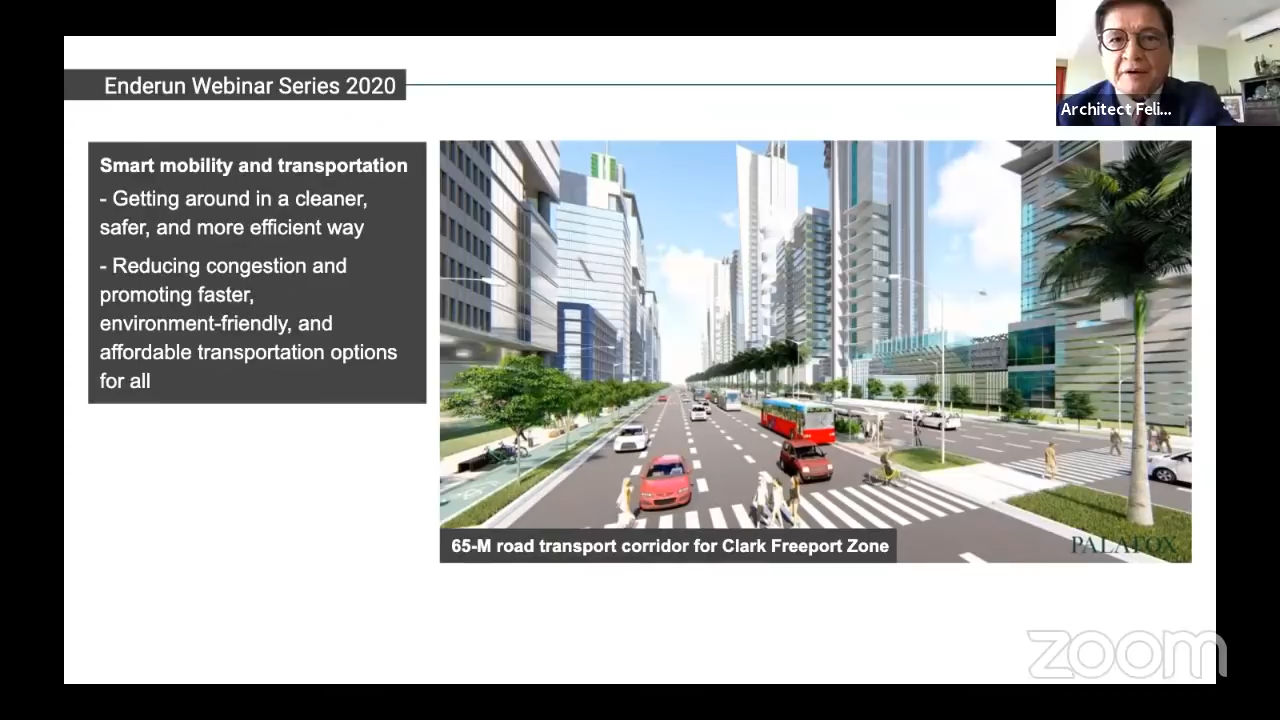 Enderun Webinar Series 2020
Architect Feli...
Smart mobility and transportation
- Getting around in a cleaner,
safer, and more efficient way
- Reducing congestion and
promoting faster,
environment-friendly, and
affordable transportation options
for all
65-M road transport corridor for Clark Freeport Zone
PALAFOX
zoom